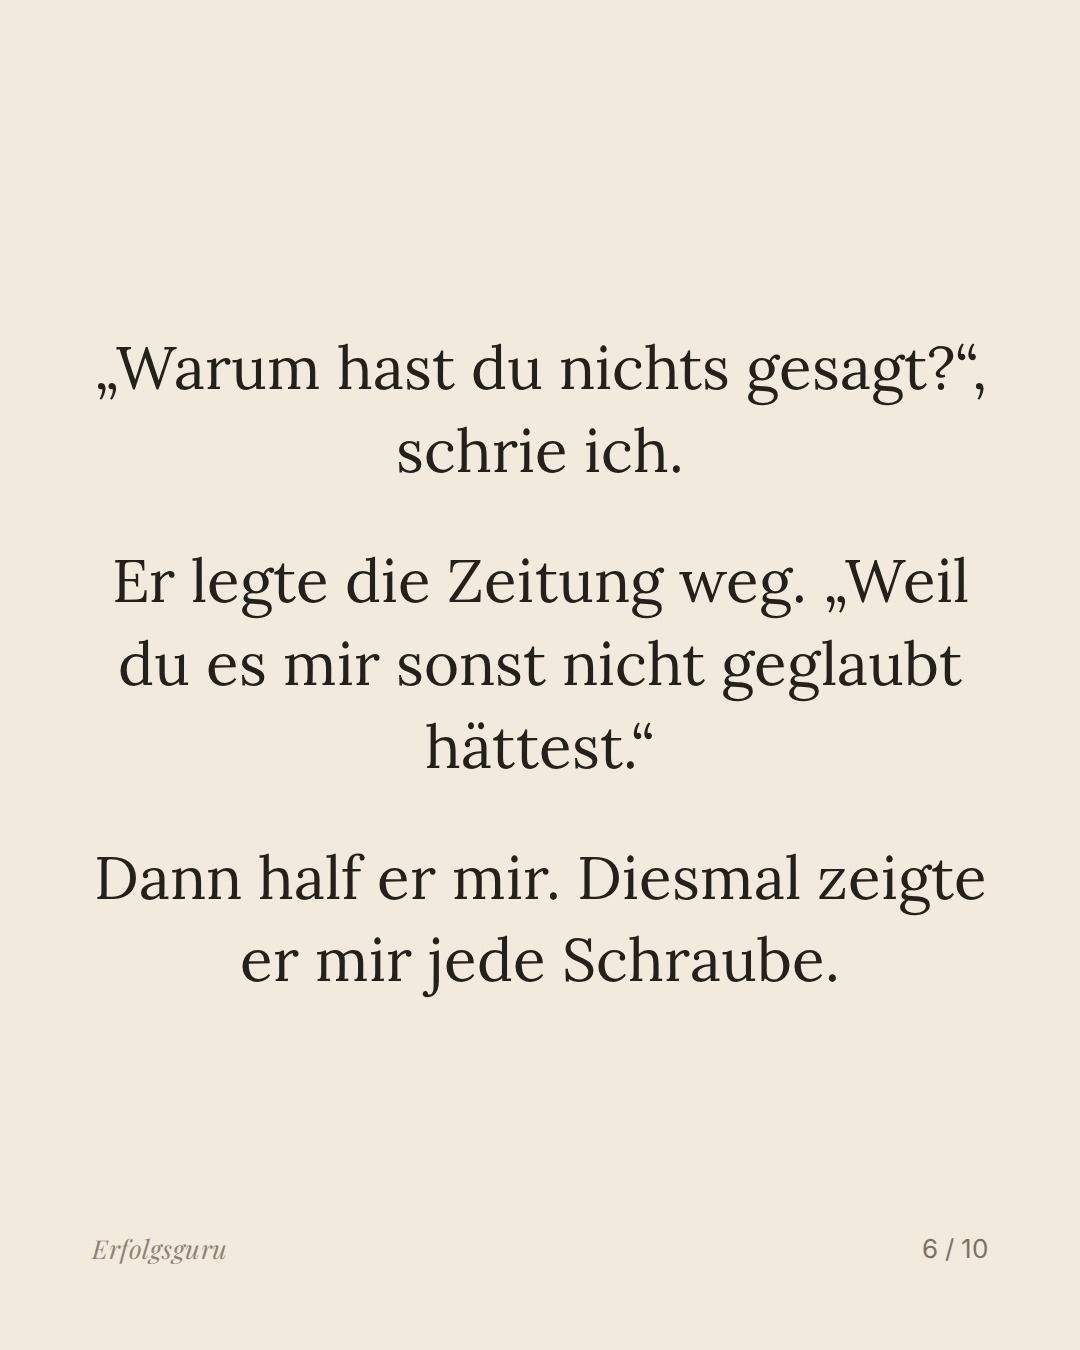 „Warum hast du nichts gesagt?“,
schrie ich.
Er legte die Zeitung weg. „Weil
du es mir sonst nicht geglaubt
hättest.“
Dann half er mir. Diesmal zeigte
er mir jede Schraube.
Erfolgsguru
6 / 10